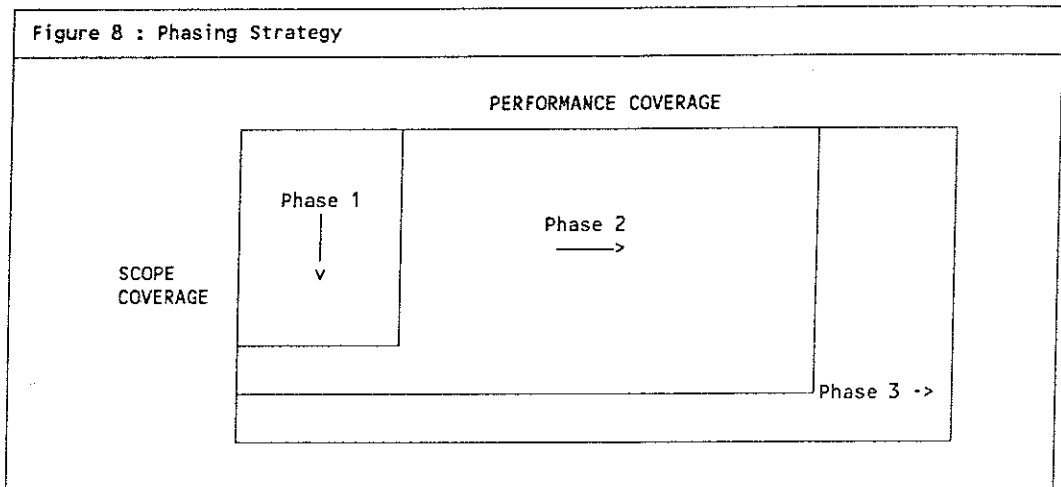 Figure 8 : Phasing Strategy
PERFORMANCE COVERAGE
Phase 1
Phase 2
SCOPE
COVERAGE
Phase 3 ->